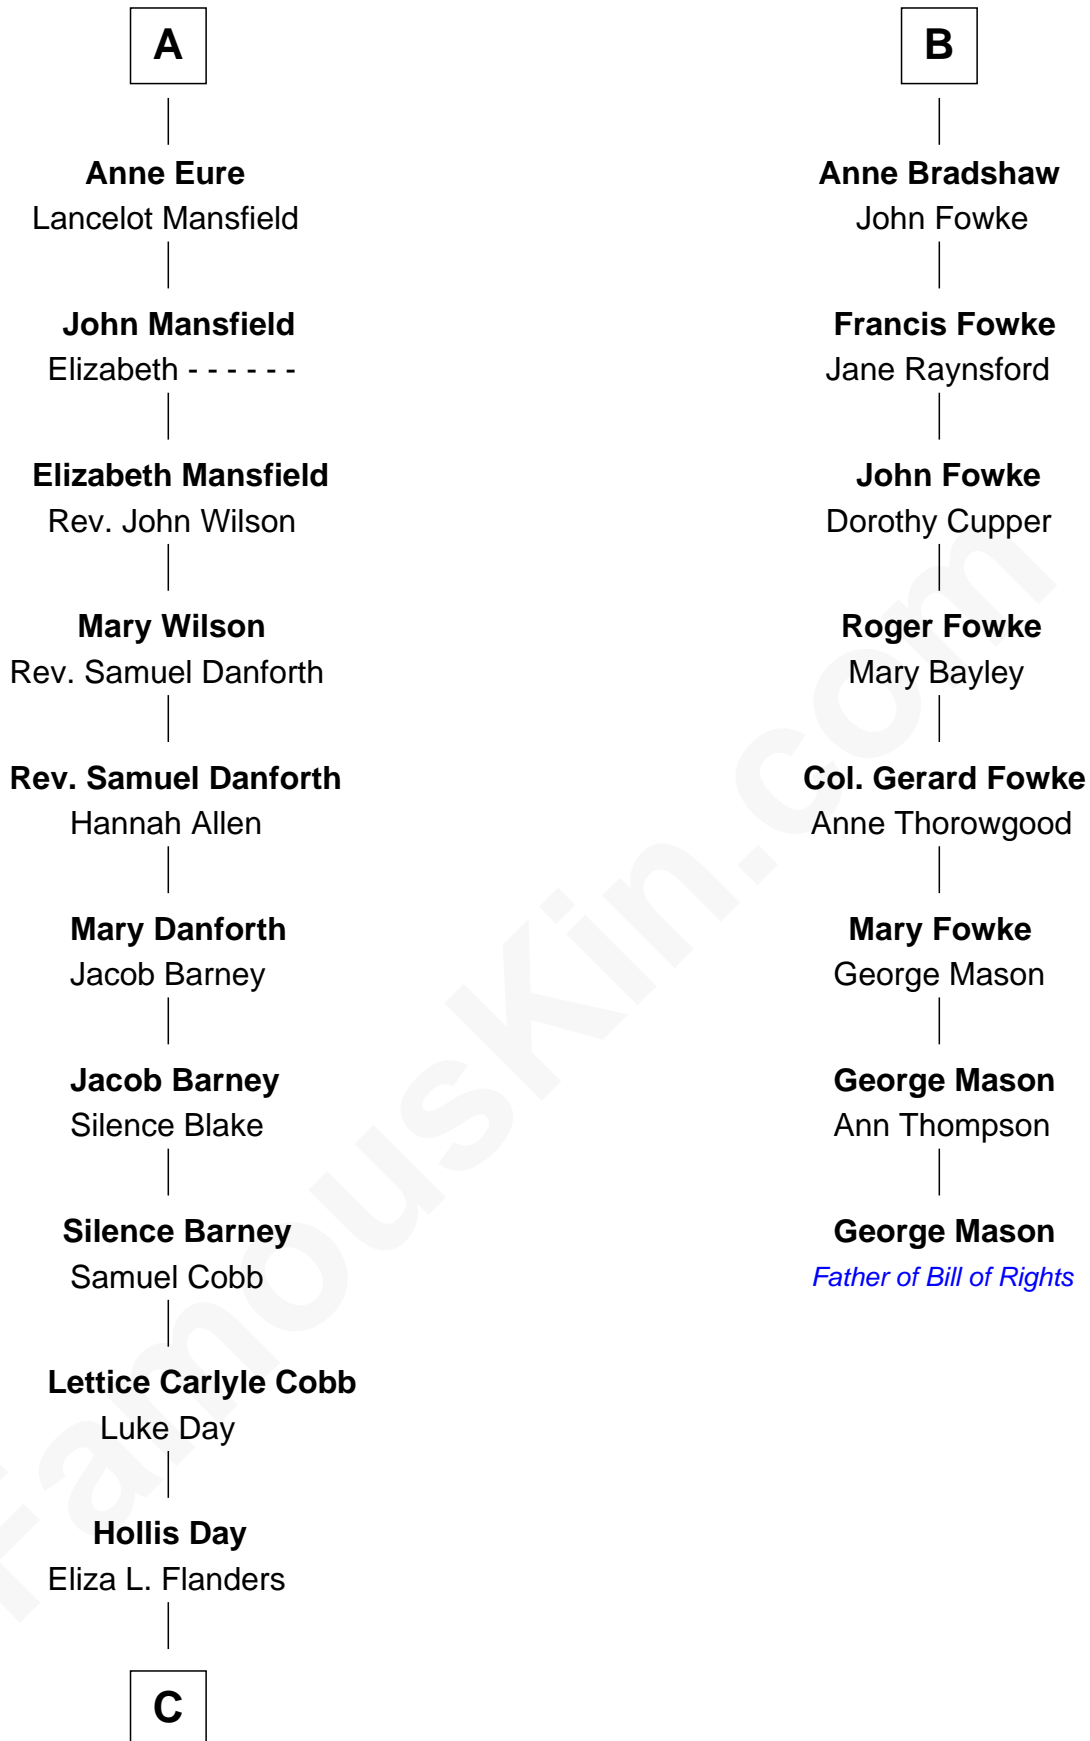 A
Anne Eure
Lancelot Mansfield
John Mansfield
Elizabeth - - - - - -
Elizabeth Mansfield
Rev. John Wilson
Mary Wilson
Rev. Samuel Danforth
Rev. Samuel Danforth
Hannah Allen
Mary Danforth
Jacob Barney
Jacob Barney
Silence Blake
Silence Barney
Samuel Cobb
Lettice Carlyle Cobb
Luke Day
Hollis Day
Eliza L. Flanders
C
B
Anne Bradshaw
John Fowke
Francis Fowke
Jane Raynsford
John Fowke
Dorothy Cupper
Roger Fowke
Mary Bayley
Col. Gerard Fowke
Anne Thorowgood
Mary Fowke
George Mason
George Mason
Ann Thompson
George Mason
Father of Bill of Rights
FamousKin.com